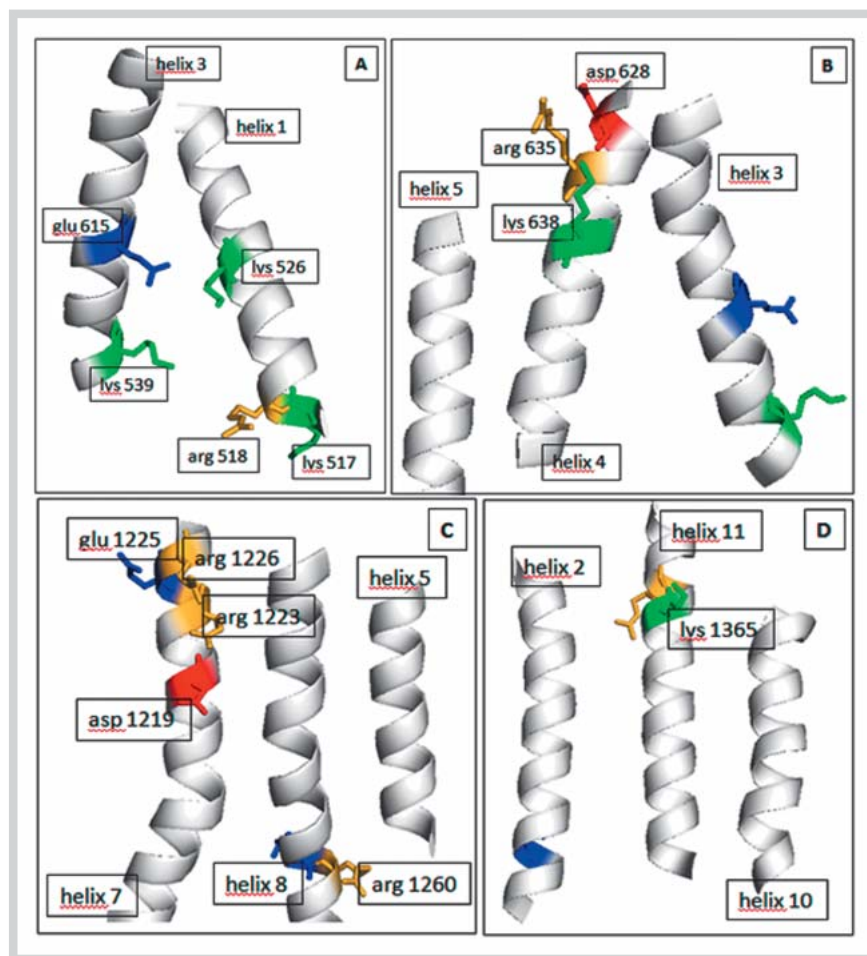 helix 3
A
helix 1
glu 615
lys 526
lys 539
arg 518
lys 517
asp 628
B
arg 635
helix 5
helix 3
lys 638
helix 4
glu 1225
C
arg 1226
helix 5
arg 1223
asp 1219
helix 7
helix 8
arg 1260
D
helix 11
helix 2
lys 1365
helix 10